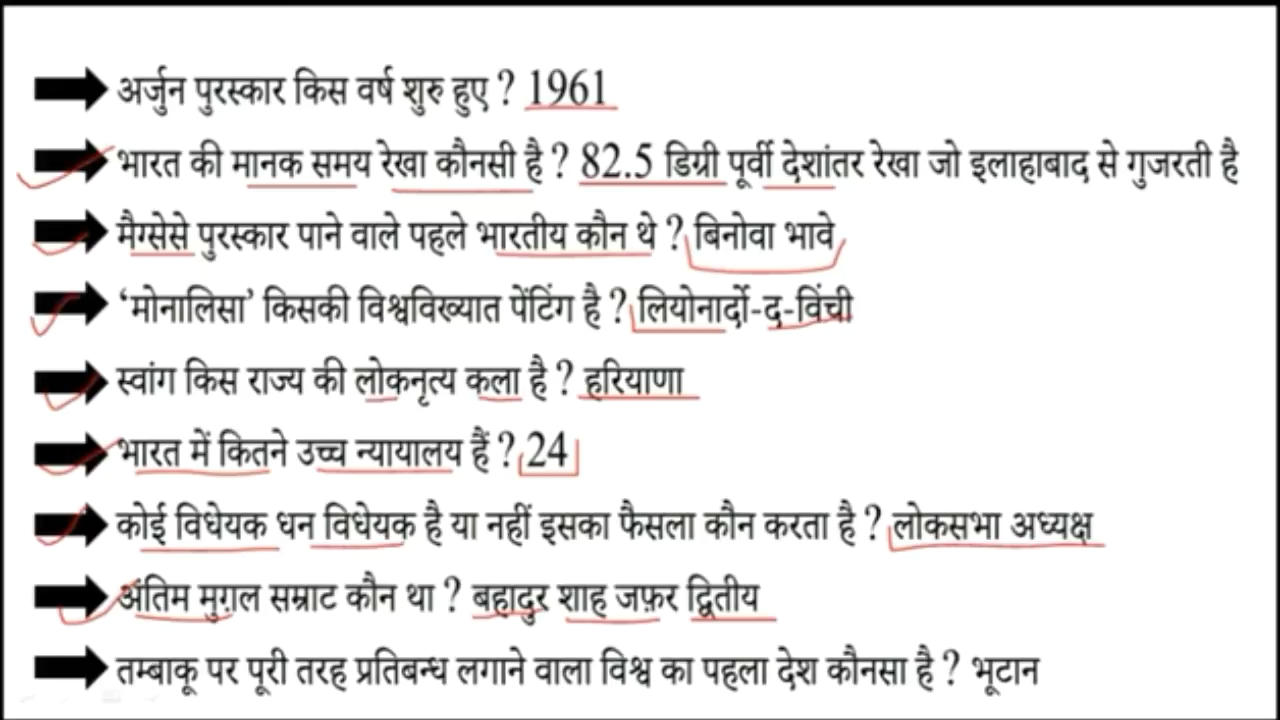 अर्जुन पुरस्कार किस वर्ष शुरु हुए ? 1961
भारत की मानक समय रेखा कौनसी है ? 82.5 डिग्री पूर्वी देशांतर रेखा जो इलाहाबाद से गुजरती है
मैग्सेसे पुरस्कार पाने वाले पहले भारतीय कौन थे ? बिनोवा भावे
‘मोनालिसा’ किसकी विश्वविख्यात पेंटिंग है ? लियोनार्दो-द-विंची
स्वांग किस राज्य की लोकनृत्य कला है ? हरियाणा
भारत में कितने उच्च न्यायालय हैं ? 24
कोई विधेयक धन विधेयक है या नहीं इसका फैसला कौन करता है ? लोकसभा अध्यक्ष
अंतिम मुग़ल सम्राट कौन था ? बहादुर शाह जफ़र द्वितीय
तम्बाकू पर पूरी तरह प्रतिबन्ध लगाने वाला विश्व का पहला देश कौनसा है ? भूटान